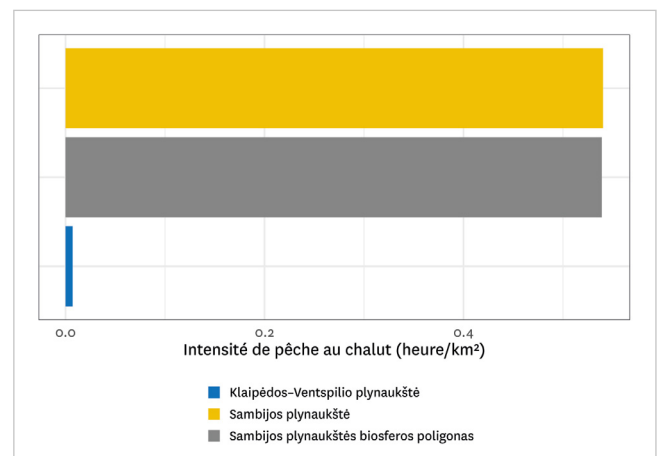 0.0 0.2 0.4
Intensité de pêche au chalut (heure/km²)
Klaipėdos–Ventspilio plynaukštė
Sambijos plynaukštė
Sambijos plynaukštės biosferos poligonas